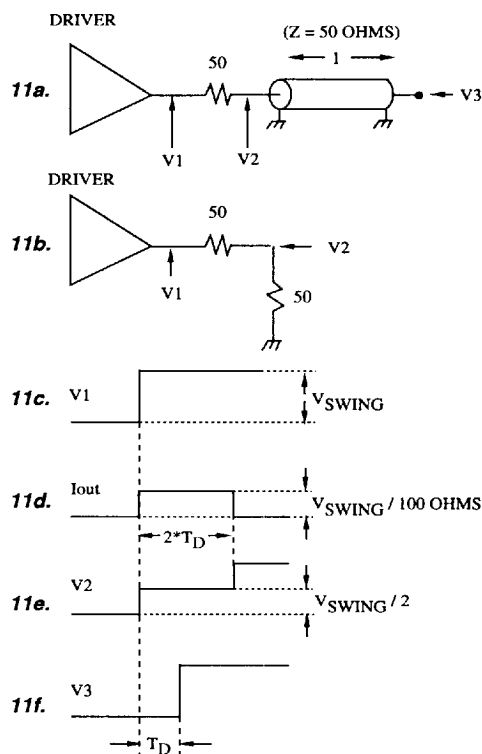 DRIVER
(Z = 50 OHMS)
50
1
11a.
V3
V1
V2
DRIVER
50
11b.
V2
V1
50
11c.
V1
VSWING
11d.
Iout
VSWING / 100 OHMS
2*TD
V2
11e.
VSWING / 2
V3
11f.
TD